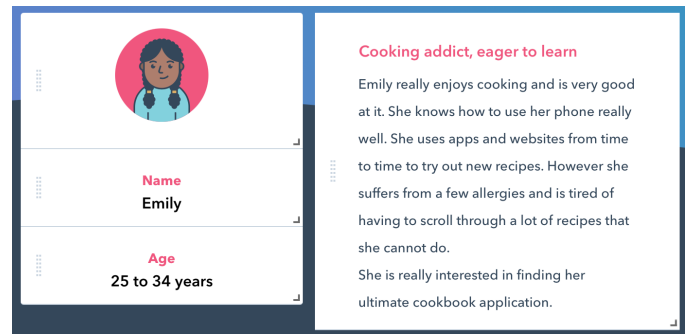 Name
Emily
Age
25 to 34 years
Cooking addict, eager to learn
Emily really enjoys cooking and is very good
at it. She knows how to use her phone really
well. She uses apps and websites from time
to time to try out new recipes. However she
suffers from a few allergies and is tired of
having to scroll through a lot of recipes that
she cannot do.
She is really interested in finding her
ultimate cookbook application.